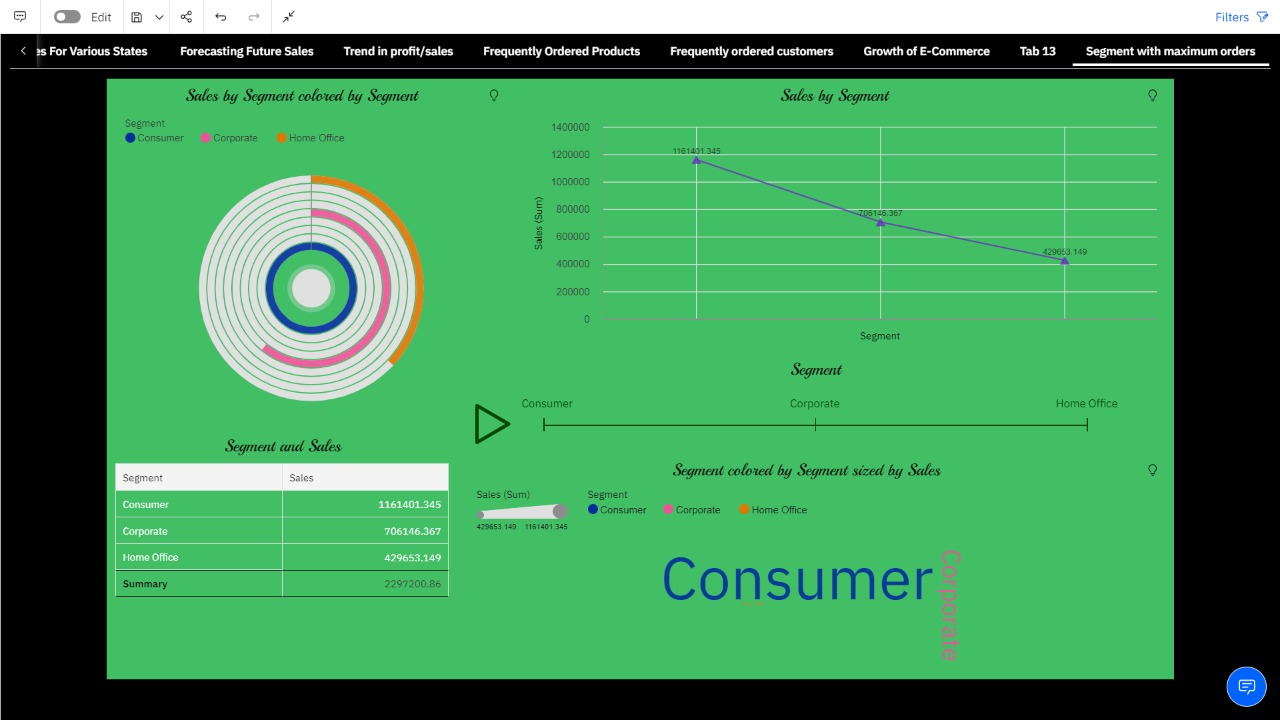 Edit
Filters
es For Various States
Forecasting Future Sales
Trend in profit/sales
Frequently Ordered Products
Frequently ordered customers
Growth of E-Commerce
Tab 13
Segment with maximum orders
Sales by Segment colored by Segment
Segment
Consumer
Corporate
Home Office
Sales by Segment
1400000
1200000
1000000
800000
600000
400000
200000
0
Sales (Sum)
1161401.345
706146.367
429653.149
Segment
Segment
Consumer
Corporate
Home Office
Segment and Sales
Segment Sales
Consumer 1161401.345
Corporate 706146.367
Home Office 429653.149
Summary 2297200.86
Segment colored by Segment sized by Sales
Sales (Sum)
429653.149 1161401.345
Segment
Consumer
Corporate
Home Office
Consumer
Corporate